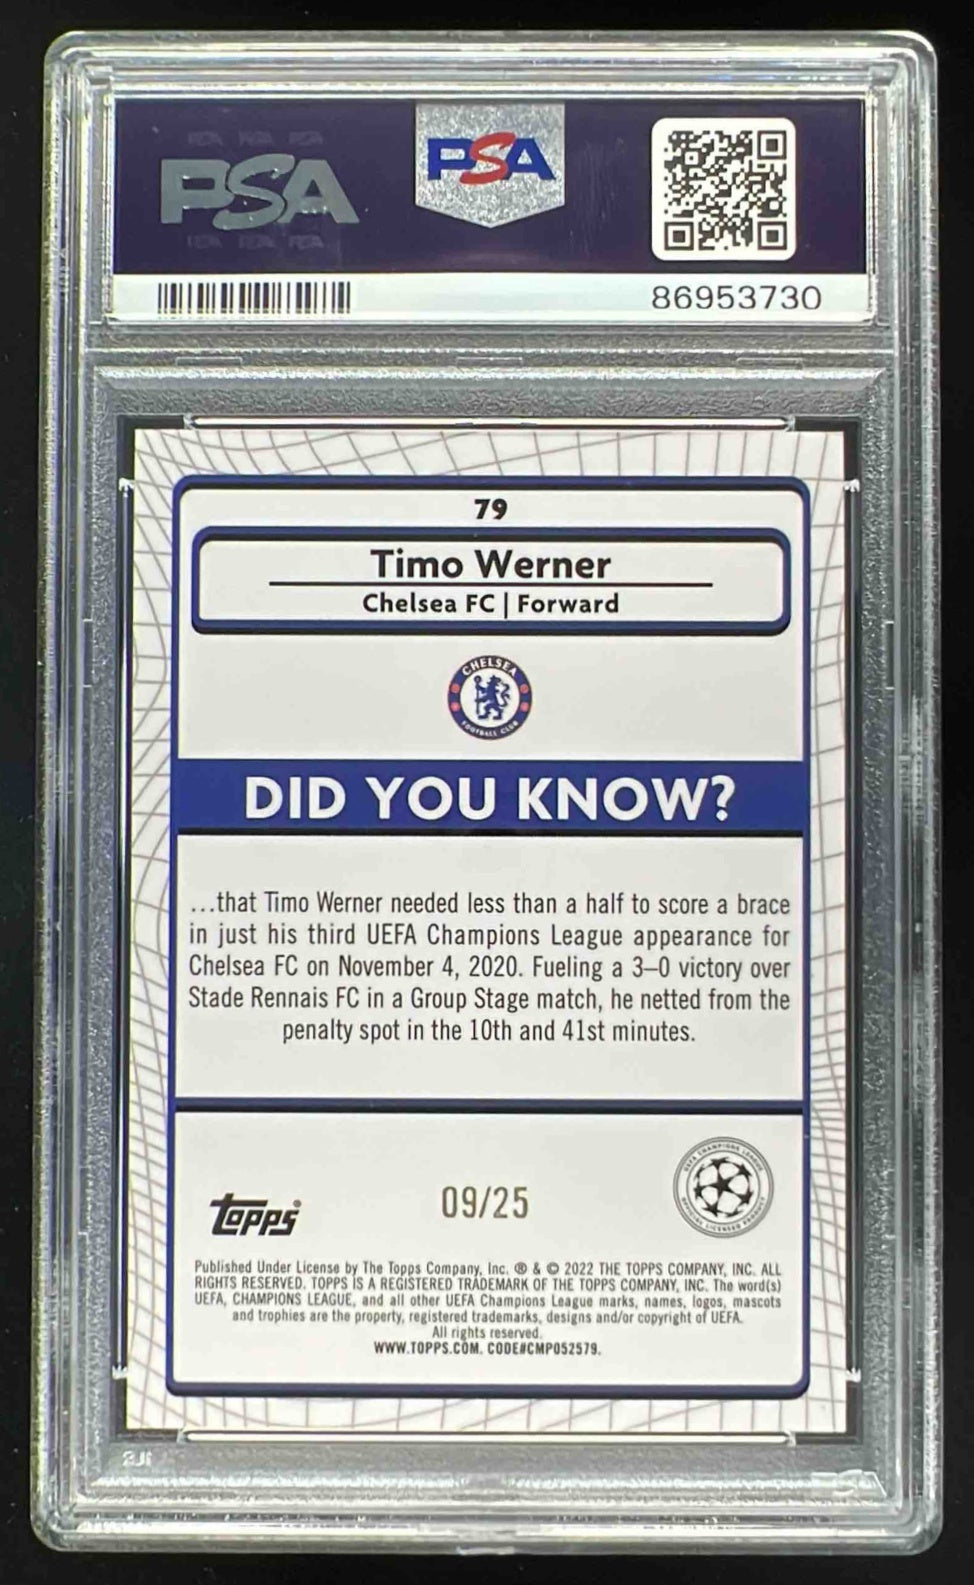 PSA
PSA
86953730
79
Timo Werner
Chelsea FC | Forward
CHELSEA
FOOTBALL CLUB
DID YOU KNOW?
...that Timo Werner needed less than a half to score a brace
in just his third UEFA Champions League appearance for
Chelsea FC on November 4, 2020. Fueling a 3–0 victory over
Stade Rennais FC in a Group Stage match, he netted from the
penalty spot in the 10th and 41st minutes.
UEFA CHAMPIONS LEAGUE
OFFICIAL LICENSED PRODUCT
topps®
09/25
Published Under License by The Topps Company, Inc. ® & © 2022 THE TOPPS COMPANY, INC. ALL
RIGHTS RESERVED. TOPPS IS A REGISTERED TRADEMARK OF THE TOPPS COMPANY, INC. The word(s)
UEFA, CHAMPIONS LEAGUE, and all other UEFA Champions League marks, names, logos, mascots
and trophies are the property, registered trademarks, designs and/or copyright of UEFA.
All rights reserved.
WWW.TOPPS.COM. CODE#CMP052579.